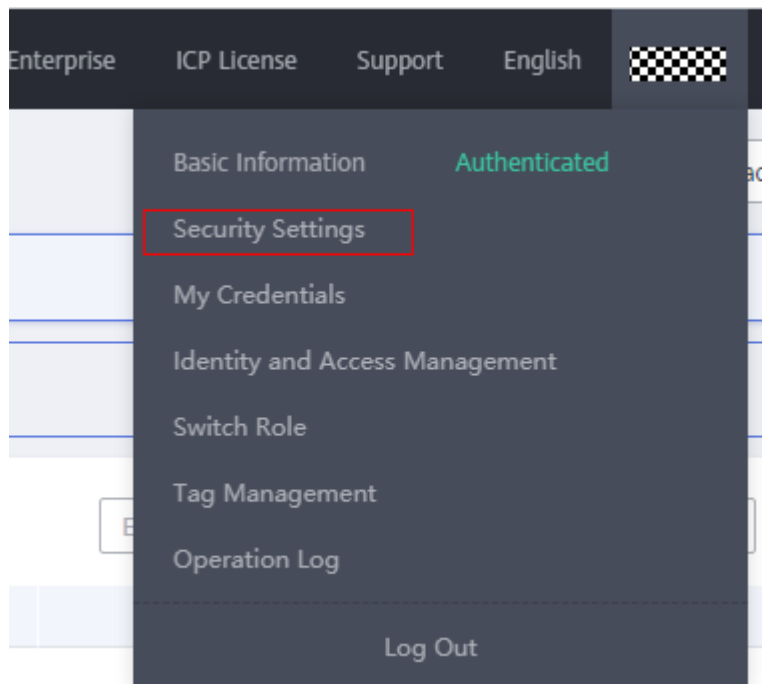 Enterprise ICP License Support English
Basic Information Authenticated
Security Settings
My Credentials
Identity and Access Management
Switch Role
Tag Management
Operation Log
Log Out